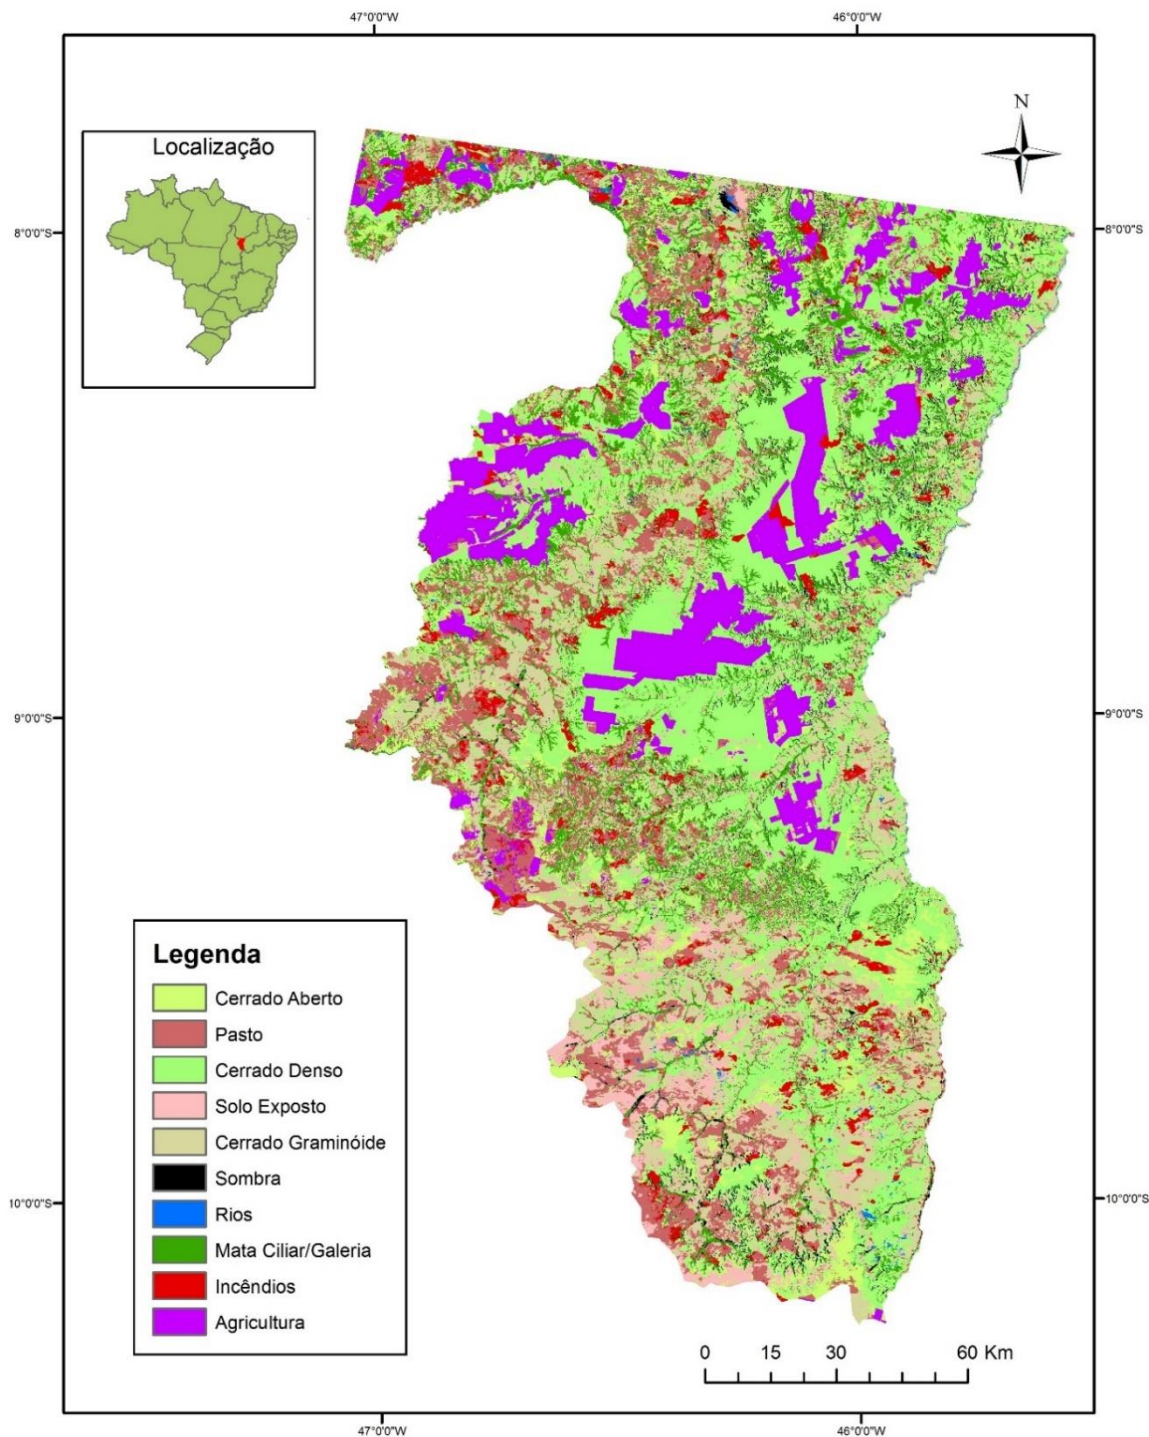 47°0'0"W
46°0'0"W
N
Localização
8°0'0"S
8°0'0"S
9°0'0"S
9°0'0"S
Legenda
Cerrado Aberto
Pasto
Cerrado Denso
Solo Exposto
Cerrado Graminóide
Sombra
Rios
Mata Ciliar/Galeria
Incêndios
Agricultura
10°0'0"S
10°0'0"S
0 15 30 60 Km
47°0'0"W
46°0'0"W